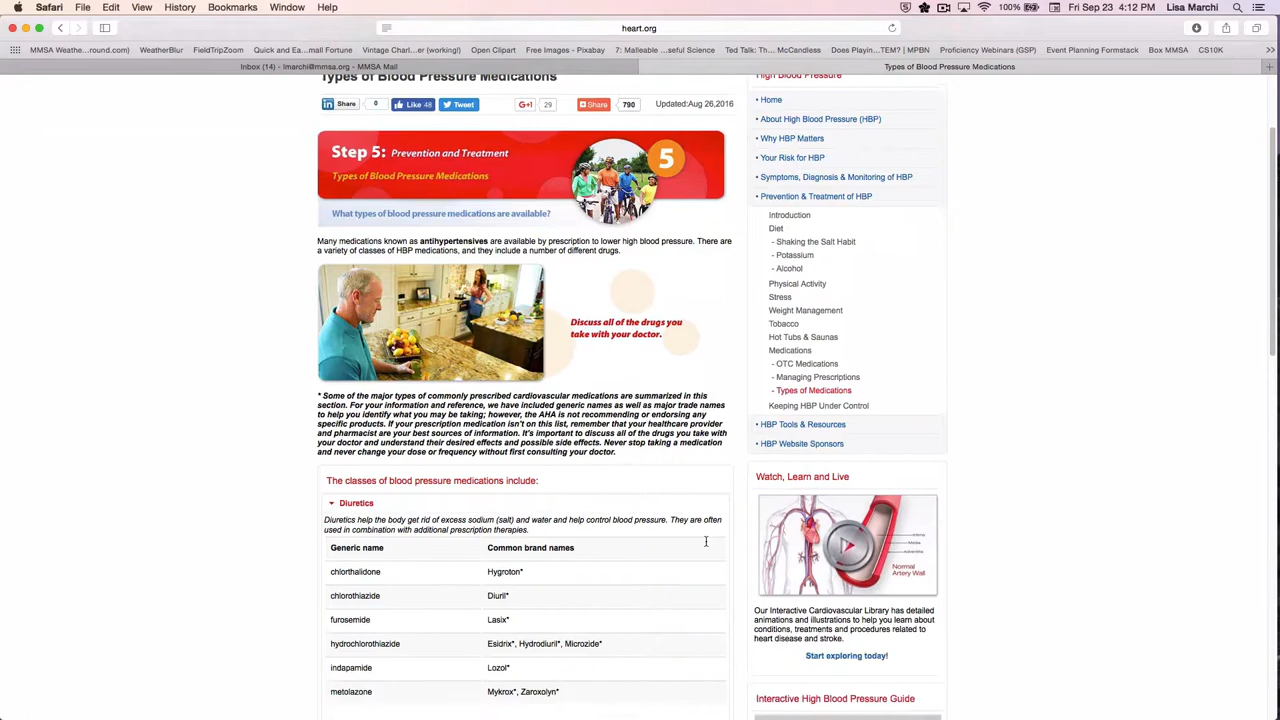 Safari File Edit View History Bookmarks Window Help
100% Fri Sep 23 4:12 PM Lisa Marchi
heart.org
MMSA Weathe...round.com) WeatherBlur FieldTripZoom Quick and Ea...mall Fortune Vintage Charl...er (working!) Open Clipart Free Images - Pixabay 7: Malleable ...seful Science Ted Talk: Th... McCandless Does Playin...TEM? | MPBN Proficiency Webinars (GSP) Event Planning Formstack Box MMSA CS10K >>
Inbox (14) - lmarchi@mmsa.org - MMSA Mail
Types of Blood Pressure Medications
Types of Blood Pressure Medications
in Share 0 Like 48 Tweet G+1 29 Share 790 Updated:Aug 26,2016
Step 5: Prevention and Treatment
5
Types of Blood Pressure Medications
What types of blood pressure medications are available?
Many medications known as antihypertensives are available by prescription to lower high blood pressure. There are
a variety of classes of HBP medications, and they include a number of different drugs.
Discuss all of the drugs you
take with your doctor.
* Some of the major types of commonly prescribed cardiovascular medications are summarized in this
section. For your information and reference, we have included generic names as well as major trade names
to help you identify what you may be taking; however, the AHA is not recommending or endorsing any
specific products. If your prescription medication isn't on this list, remember that your healthcare provider
and pharmacist are your best sources of information. It's important to discuss all of the drugs you take with
your doctor and understand their desired effects and possible side effects. Never stop taking a medication
and never change your dose or frequency without first consulting your doctor.
The classes of blood pressure medications include:
Diuretics
Diuretics help the body get rid of excess sodium (salt) and water and help control blood pressure. They are often
used in combination with additional prescription therapies.
Generic name Common brand names
chlorthalidone Hygroton*
chlorothiazide Diuril*
furosemide Lasix*
hydrochlorothiazide Esidrix*, Hydrodiuril*, Microzide*
indapamide Lozol*
metolazone Mykrox*, Zaroxolyn*
High Blood Pressure
• Home
• About High Blood Pressure (HBP)
• Why HBP Matters
• Your Risk for HBP
• Symptoms, Diagnosis & Monitoring of HBP
• Prevention & Treatment of HBP
Introduction
Diet
- Shaking the Salt Habit
- Potassium
- Alcohol
Physical Activity
Stress
Weight Management
Tobacco
Hot Tubs & Saunas
Medications
- OTC Medications
- Managing Prescriptions
- Types of Medications
Keeping HBP Under Control
• HBP Tools & Resources
• HBP Website Sponsors
Watch, Learn and Live
Intima
Media
Adventitia
Normal
Artery Wall
Our Interactive Cardiovascular Library has detailed
animations and illustrations to help you learn about
conditions, treatments and procedures related to
heart disease and stroke.
Start exploring today!
Interactive High Blood Pressure Guide